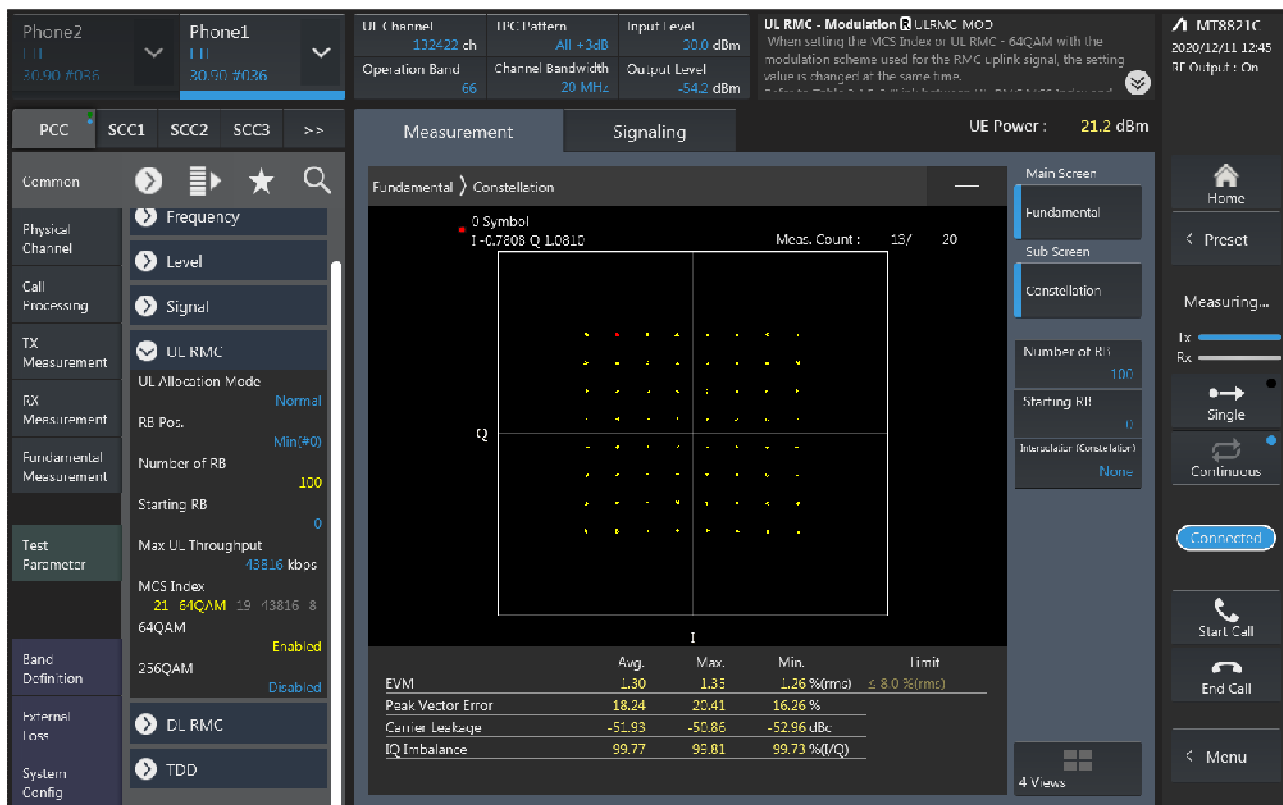 Phone2
30.90 #036
Phone1
30.90 #036
UL Channel
132422 ch
Operation Band
66
TPC Pattern
All +3dB
Channel Bandwidth
20 MHz
Input Level
30.0 dBm
Output Level
-54.2 dBm
UL RMC - Modulation R ULRMC_MOD
When setting the MCS Index or UL RMC - 64QAM with the
modulation scheme used for the RMC uplink signal, the setting
value is changed at the same time.
MT8821C
2020/12/11 12:45
RF Output : On
PCC
SCC1
SCC2
SCC3
>>
Measurement
Signaling
UE Power : 21.2 dBm
Common
Physical
Channel
Call
Processing
TX
Measurement
RX
Measurement
Fundamental
Measurement
Test
Parameter
Band
Definition
External
Loss
System
Config
Frequency
Level
Signal
UL RMC
UL Allocation Mode
Normal
RB Pos.
Min(#0)
Number of RB
100
Starting RB
0
Max UL Throughput
43816 kbps
MCS Index
21 64QAM 19 43816 8
64QAM
Enabled
256QAM
Disabled
DL RMC
TDD
Fundamental 〉 Constellation
0 Symbol
I -0.7808 Q 1.0810
Meas. Count : 13/ 20
Q
I
Avg. Max. Min. Limit
EVM 1.30 1.35 1.26 %(rms) ≤ 8.0 %(rms)
Peak Vector Error 18.24 20.41 16.26 %
Carrier Leakage -51.93 -50.86 -52.96 dBc
IQ Imbalance 99.77 99.81 99.73 %(I/Q)
Main Screen
Fundamental
Sub Screen
Constellation
Number of RB
100
Starting RB
0
Interpolation (Constellation)
None
4 Views
Home
< Preset
Measuring...
Tx
Rx
Single
Continuous
Connected
Start Call
End Call
< Menu